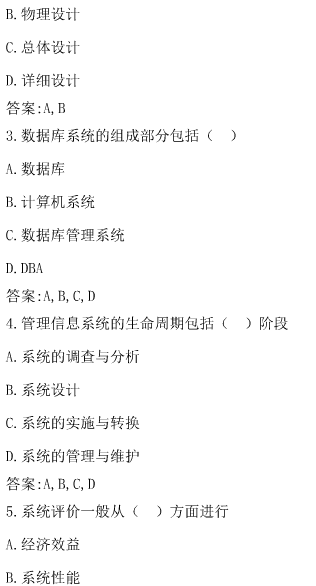 B.物理设计
C.总体设计
D.详细设计
答案:A,B
3.数据库系统的组成部分包括（ ）
A.数据库
B.计算机系统
C.数据库管理系统
D.DBA
答案:A,B,C,D
4.管理信息系统的生命周期包括（ ）阶段
A.系统的调查与分析
B.系统设计
C.系统的实施与转换
D.系统的管理与维护
答案:A,B,C,D
5.系统评价一般从（ ）方面进行
A.经济效益
B.系统性能